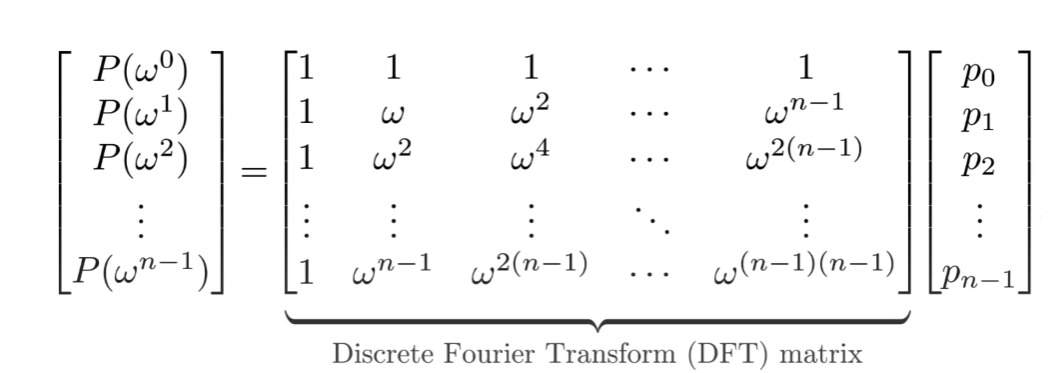 \begin{bmatrix} P(\omega^0) \\ P(\omega^1) \\ P(\omega^2) \\ \vdots \\ P(\omega^{n-1}) \end{bmatrix} = \begin{bmatrix} 1 & 1 & 1 & \cdots & 1 \\ 1 & \omega & \omega^2 & \cdots & \omega^{n-1} \\ 1 & \omega^2 & \omega^4 & \cdots & \omega^{2(n-1)} \\ \vdots & \vdots & \vdots & \ddots & \vdots \\ 1 & \omega^{n-1} & \omega^{2(n-1)} & \cdots & \omega^{(n-1)(n-1)} \end{bmatrix} \begin{bmatrix} p_0 \\ p_1 \\ p_2 \\ \vdots \\ p_{n-1} \end{bmatrix}
Discrete Fourier Transform (DFT) matrix